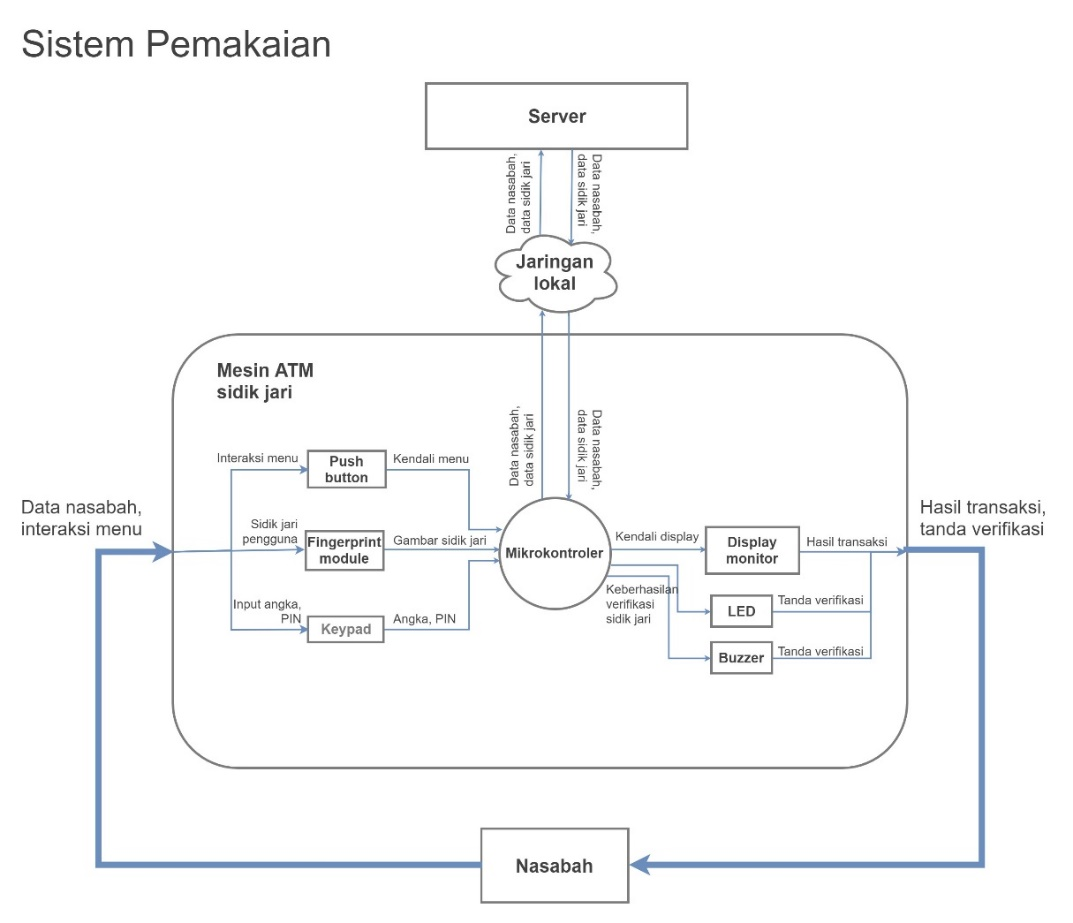 Sistem Pemakaian
Server
Data nasabah,
data sidik jari
Data nasabah,
data sidik jari
Jaringan
lokal
Mesin ATM
sidik jari
Data nasabah,
data sidik jari
Data nasabah,
data sidik jari
Data nasabah,
interaksi menu
Interaksi menu
Push
button
Kendali menu
Sidik jari
pengguna
Fingerprint
module
Gambar sidik jari
Input angka,
PIN
Keypad
Angka, PIN
Mikrokontroler
Kendali display
Display
monitor
Hasil transaksi
Keberhasilan
verifikasi
sidik jari
LED
Tanda verifikasi
Buzzer
Tanda verifikasi
Hasil transaksi,
tanda verifikasi
Nasabah